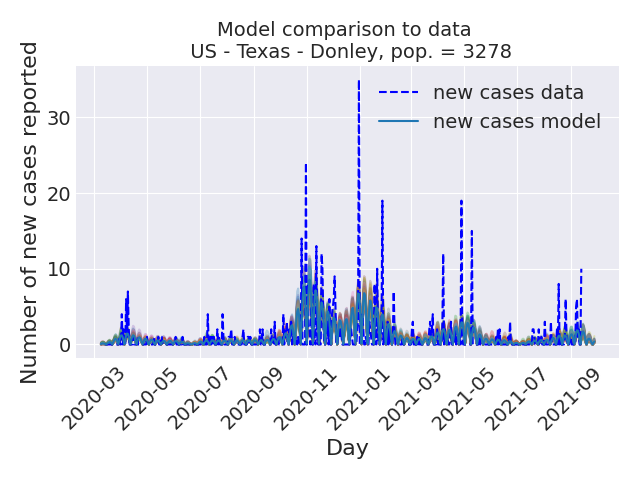 Model comparison to data
US - Texas - Donley, pop. = 3278
Number of new cases reported
30
20
10
0
new cases data
new cases model
2020-03
2020-05
2020-07
2020-09
2020-11
2021-01
2021-03
2021-05
2021-07
2021-09
Day